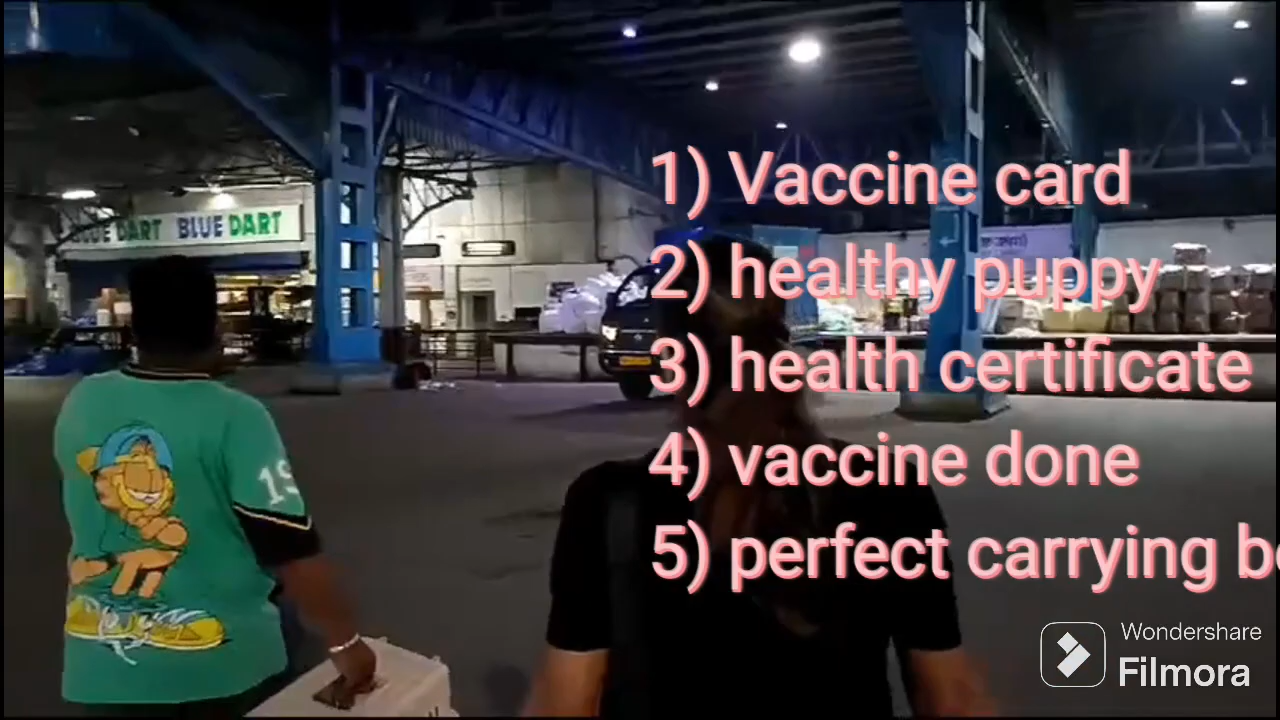 BLUE DART BLUE DART
1) Vaccine card
2) healthy puppy
3) health certificate
4) vaccine done
5) perfect carrying
19
Wondershare
Filmora